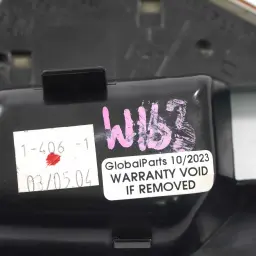 W163
1-406 -1
03/05.04
GlobalParts 10/2023
WARRANTY VOID
IF REMOVED